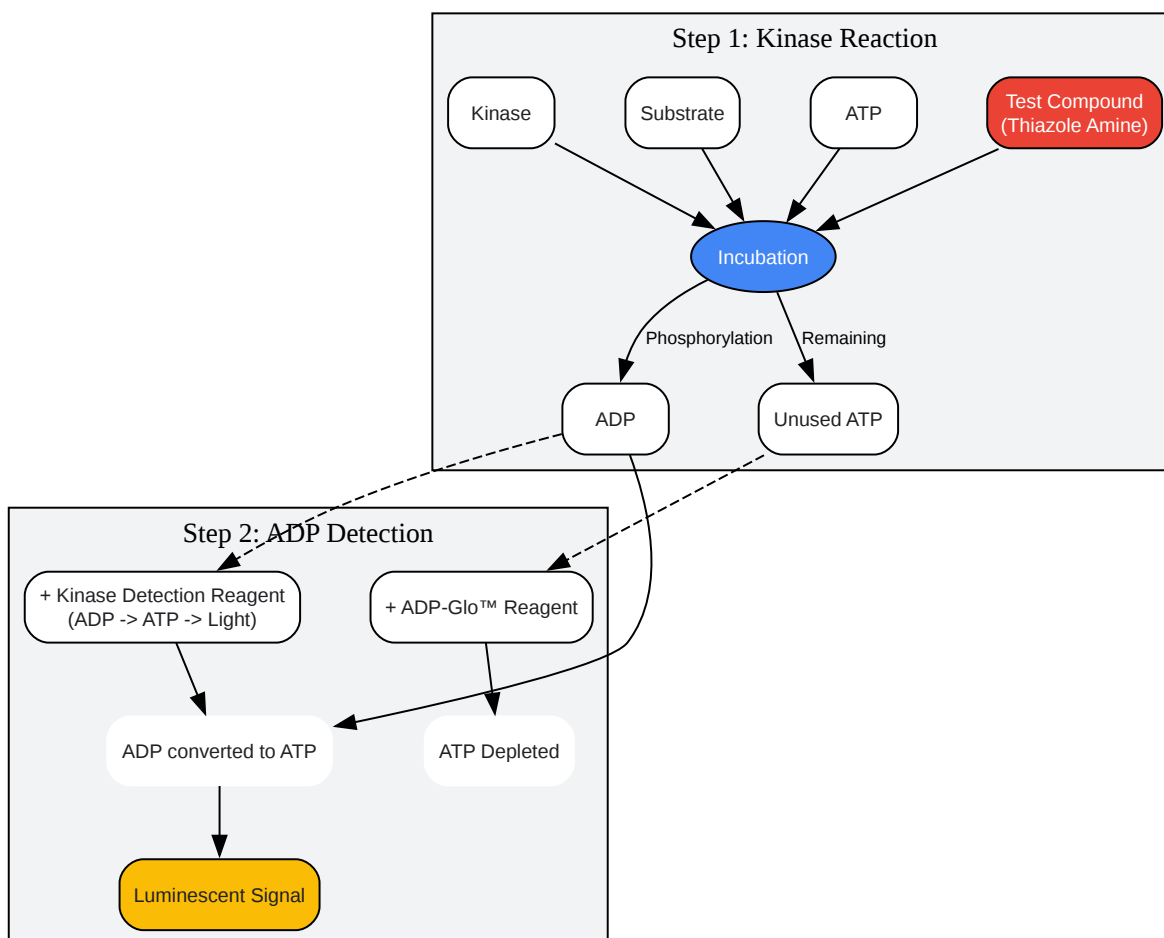 Step 1: Kinase Reaction
Kinase
Substrate
ATP
Test Compound
(Thiazole Amine)
Incubation
Phosphorylation
Remaining
ADP
Unused ATP
Step 2: ADP Detection
+ Kinase Detection Reagent
(ADP -> ATP -> Light)
+ ADP-Glo™ Reagent
ADP converted to ATP
ATP Depleted
Luminescent Signal